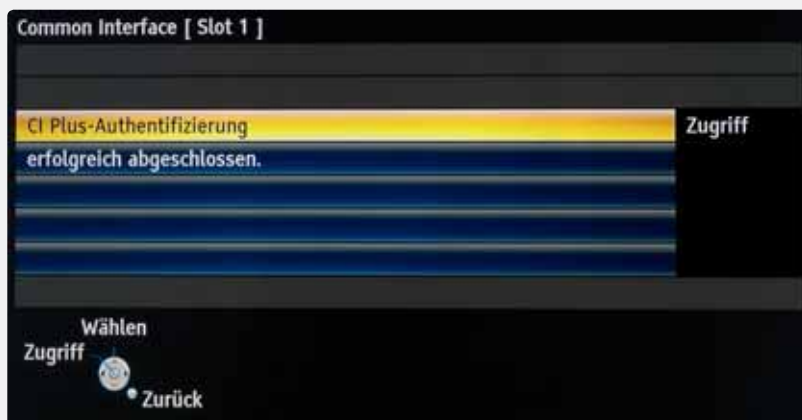 Common Interface [ Slot 1 ]
CI Plus-Authentifizierung
Zugriff
erfolgreich abgeschlossen.
Wählen
Zugriff
Zurück